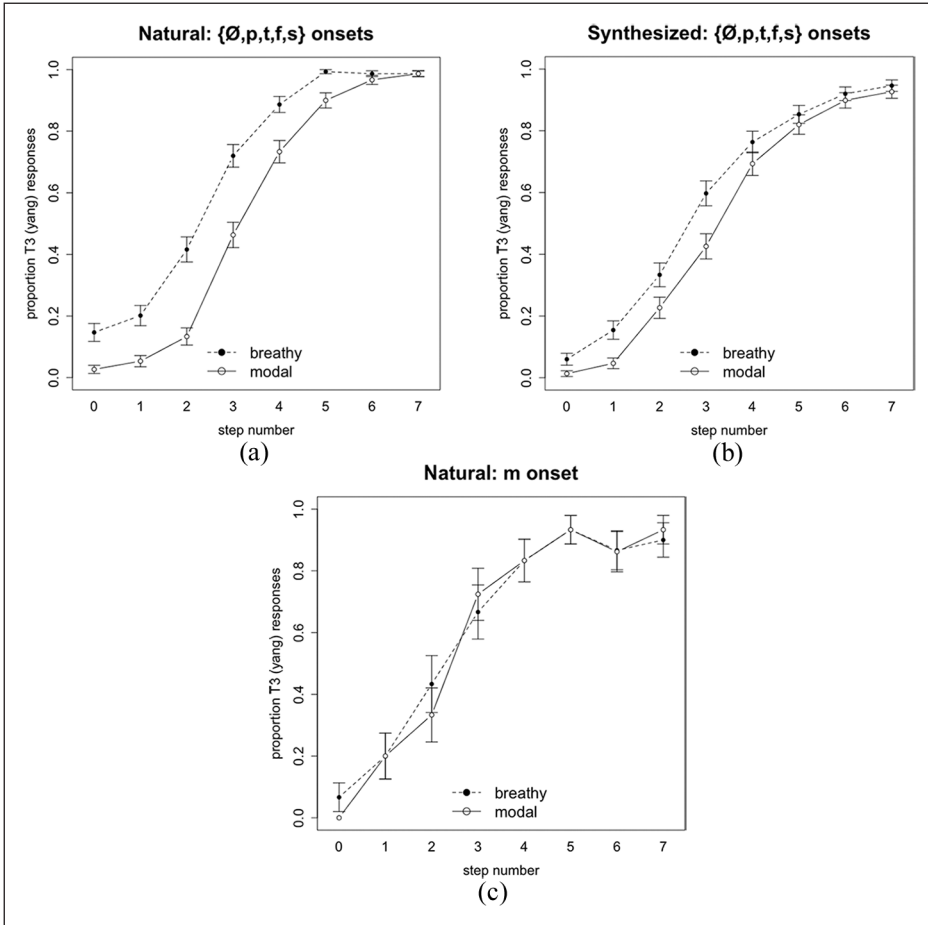 Natural: {Ø,p,t,f,s} onsets
proportion T3 (yang) responses
1.0
0.8
0.6
0.4
0.2
0.0
breathy
modal
0 1 2 3 4 5 6 7
step number
(a)
Synthesized: {Ø,p,t,f,s} onsets
proportion T3 (yang) responses
1.0
0.8
0.6
0.4
0.2
0.0
breathy
modal
0 1 2 3 4 5 6 7
step number
(b)
Natural: m onset
proportion T3 (yang) responses
1.0
0.8
0.6
0.4
0.2
0.0
breathy
modal
0 1 2 3 4 5 6 7
step number
(c)